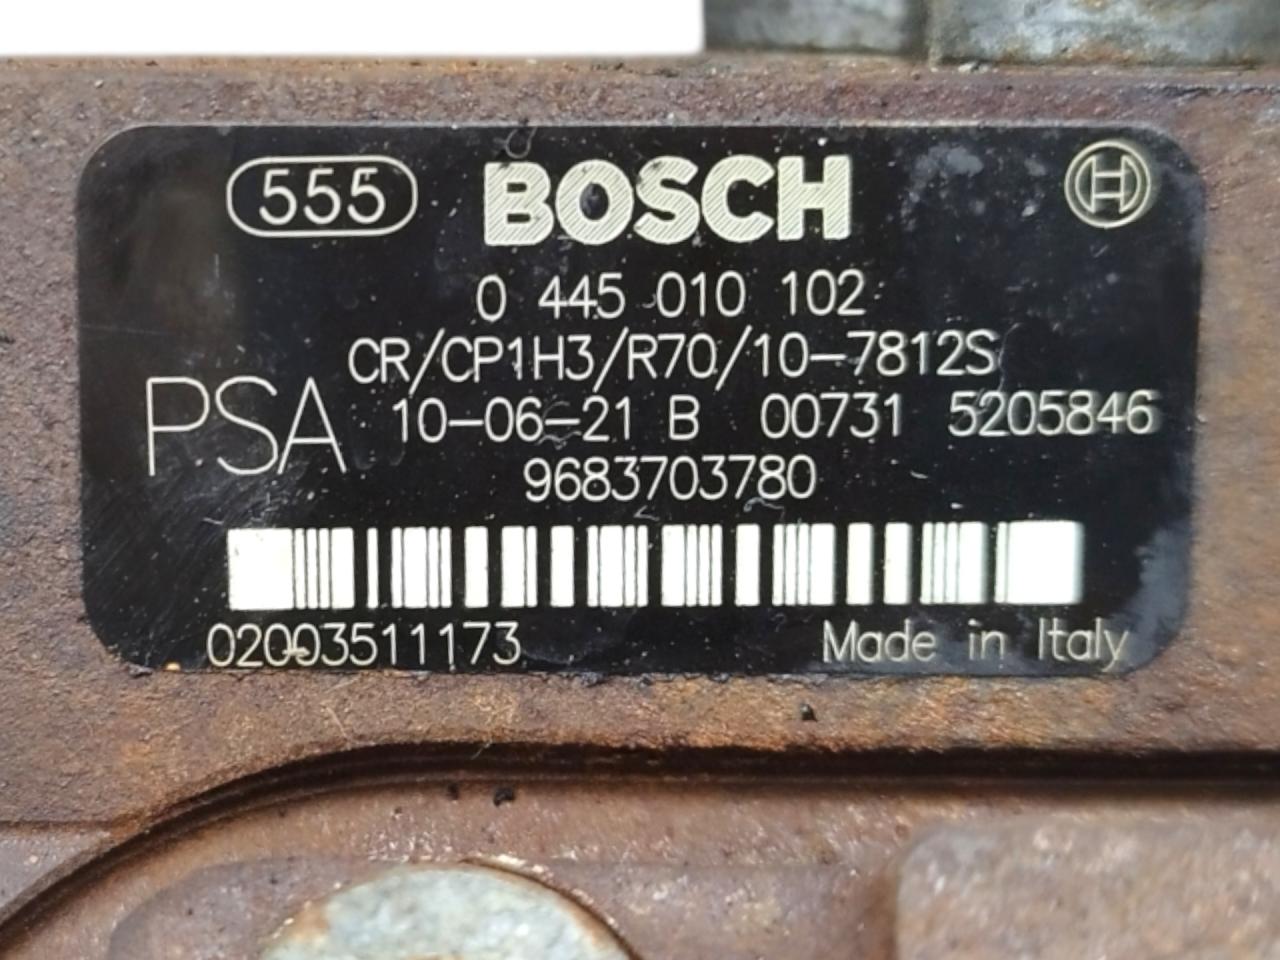 555 BOSCH
0 445 010 102
CR/CP1H3/R70/10-7812S
PSA
10-06-21 B 00731 5205846
9683703780
02003511173 Made in Italy